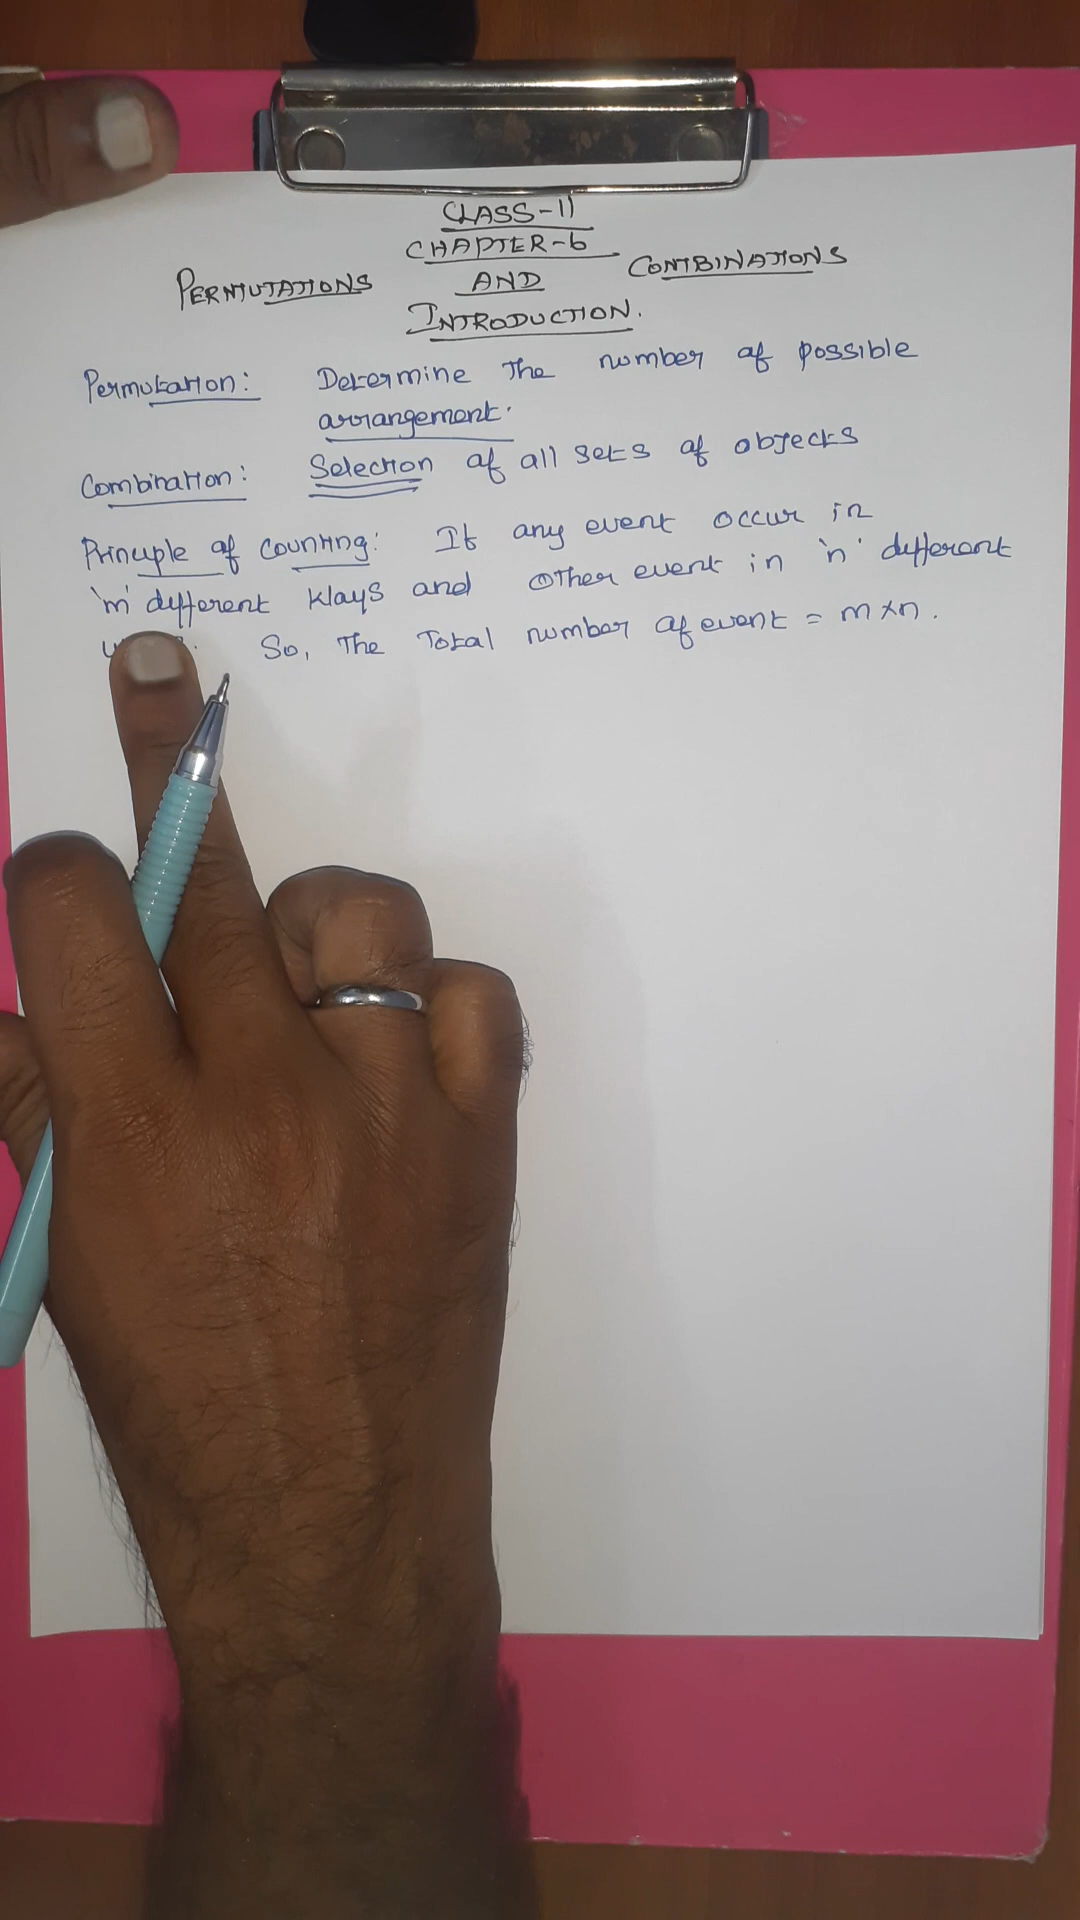 CLASS-11
CHAPTER-6
PERMUTATIONS AND COMBINATIONS
INTRODUCTION.
Permutation: Determine The number of possible
arrangement.
Combination: Selection of all sets of objects
Principle of counting: If any event occur in
'm' different ways and other event in 'n' different
So, The Total number of event = m×n.